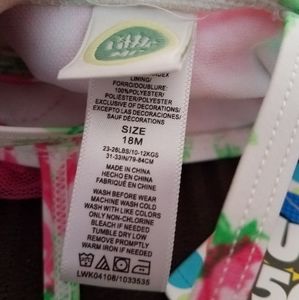 LINING/
FORRO/DOUBLURE:
100%POLYESTER/
POLIÉSTER/POLYESTER
EXCLUSIVE OF DECORATIONS/
EXCEPTO LAS DECORACIONES/
SAUF DÉCORATIONS
SIZE
18M
23-26LBS/10-12KGS
31-33IN/79-84CM
MADE IN CHINA
HECHO EN CHINA
FABRIQUÉ EN CHINE
WASH BEFORE WEAR
MACHINE WASH COLD
WASH WITH LIKE COLORS
ONLY NON-CHLORINE
BLEACH IF NEEDED
TUMBLE DRY LOW
REMOVE PROMPTLY
WARM IRON IF NEEDED
LWK04108/1033535